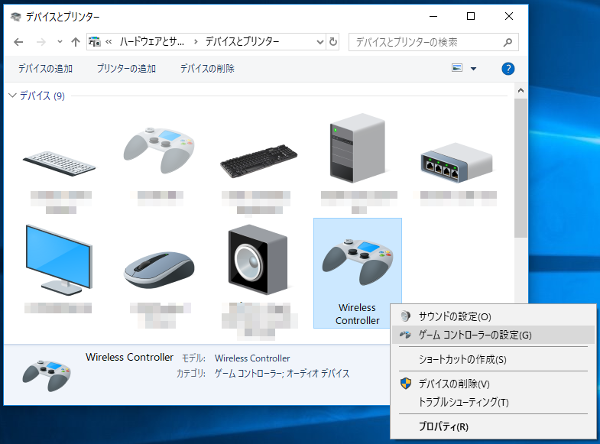 デバイスとプリンター
ハードウェアとサ... デバイスとプリンター
デバイスとプリンターの検索
デバイスの追加 プリンターの追加 デバイスの削除
デバイス (9)
Wireless
Controller
サウンドの設定(O)
ゲーム コントローラーの設定(G)
ショートカットの作成(S)
デバイスの削除(V)
トラブルシューティング(T)
プロパティ(R)
Wireless Controller モデル: Wireless Controller
カテゴリ: ゲーム コントローラー; オーディオ デバイス